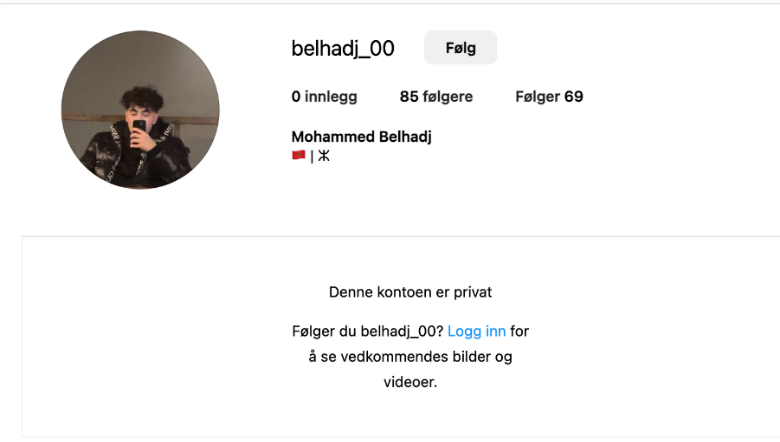 belhadj_00 Følg
0 innlegg 85 følgere Følger 69
Mohammed Belhadj
🇲🇦 | ⵣ
Denne kontoen er privat
Følger du belhadj_00? Logg inn for
å se vedkommendes bilder og
videoer.